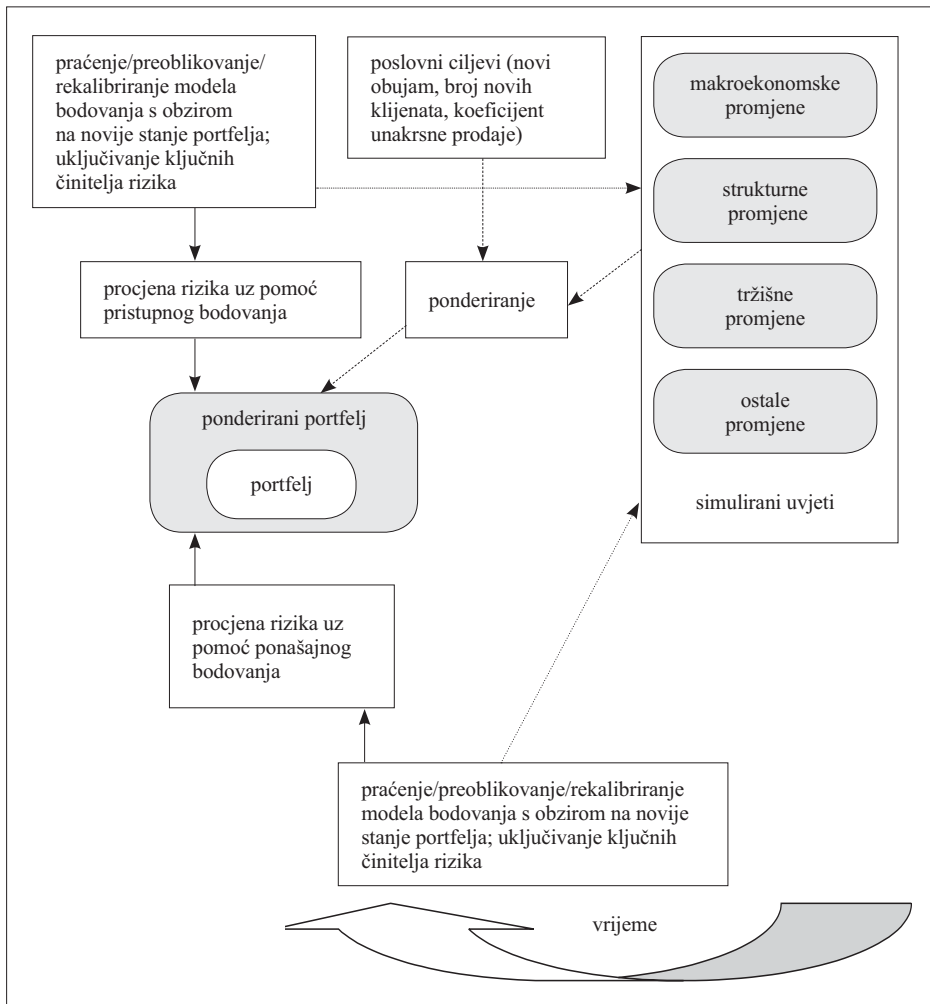 praćenje/preoblikovanje/
rekalibriranje modela
bodovanja s obzirom
na novije stanje portfelja;
uključivanje ključnih
činitelja rizika
poslovni ciljevi (novi
obujam, broj novih
klijenata, koeficijent
unakrsne prodaje)
makroekonomske
promjene
strukturne
promjene
tržišne
promjene
ostale
promjene
simulirani uvjeti
procjena rizika uz pomoć
pristupnog bodovanja
ponderiranje
ponderirani portfelj
portfelj
procjena rizika uz
pomoć ponašajnog
bodovanja
praćenje/preoblikovanje/rekalibriranje
modela bodovanja s obzirom na novije
stanje portfelja; uključivanje ključnih
činitelja rizika
vrijeme